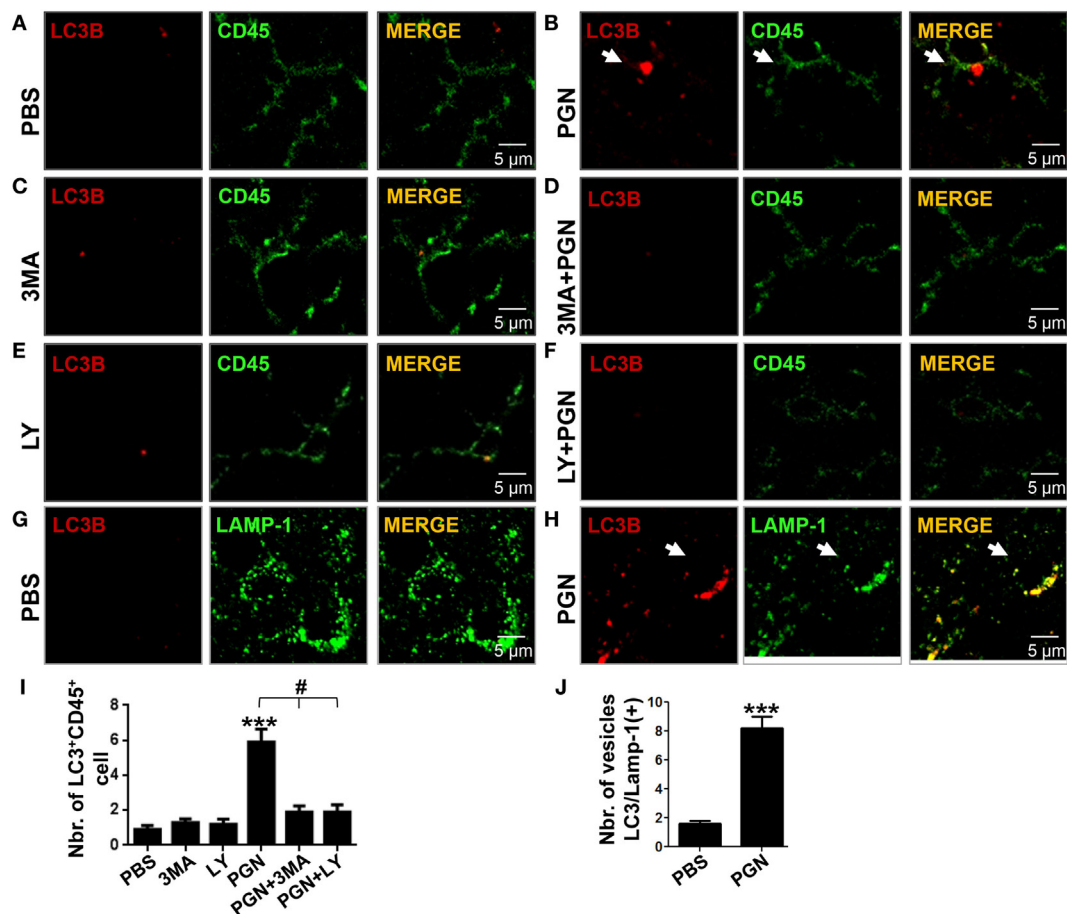 A
LC3B
CD45
MERGE
PBS
5 µm
B
LC3B
CD45
MERGE
PGN
5 µm
C
LC3B
CD45
MERGE
3MA
5 µm
D
LC3B
CD45
MERGE
3MA+PGN
5 µm
E
LC3B
CD45
MERGE
LY
5 µm
F
LC3B
CD45
MERGE
LY+PGN
5 µm
G
LC3B
LAMP-1
MERGE
PBS
5 µm
H
LC3B
LAMP-1
MERGE
PGN
5 µm
I
Nbr. of LC3⁺CD45⁺
cell
8
6
4
2
0
***
#
PBS
3MA
LY
PGN
PGN+3MA
PGN+LY
J
Nbr. of vesicles
LC3/Lamp-1(+)
10
8
6
4
2
0
***
PBS
PGN